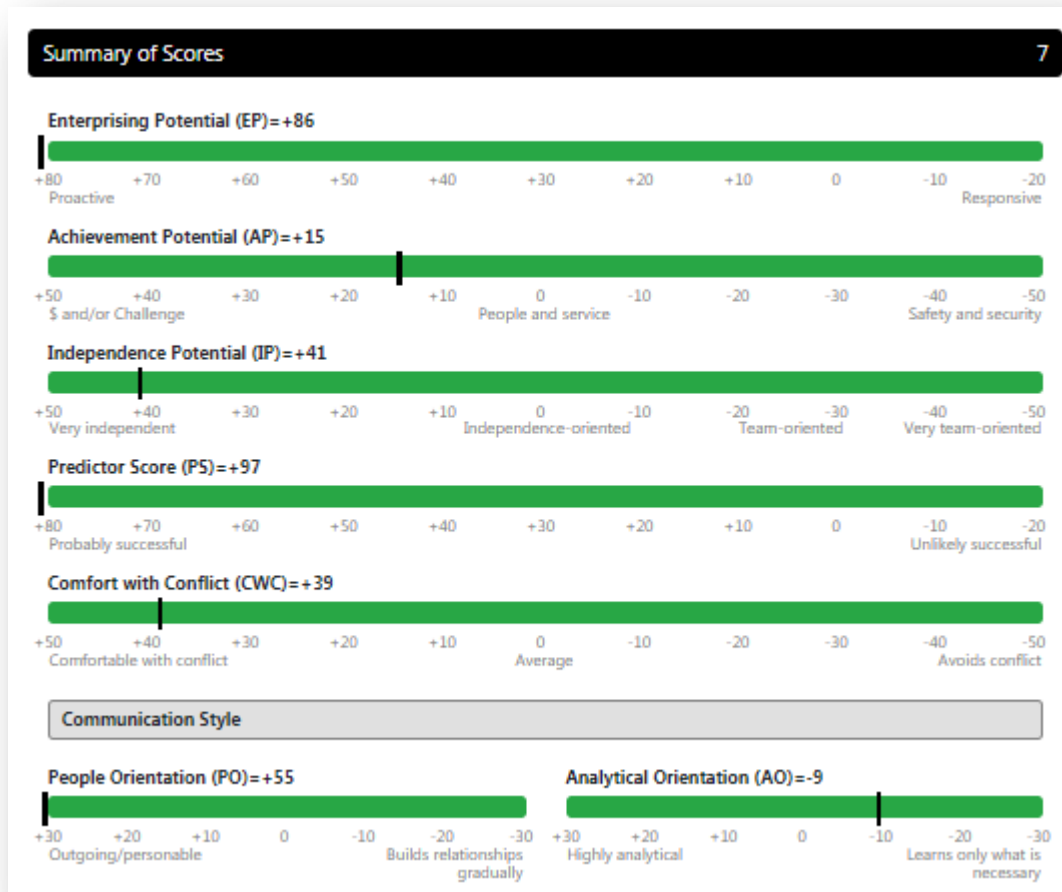 Summary of Scores 7
Enterprising Potential (EP)=+86
+80 +70 +60 +50 +40 +30 +20 +10 0 -10 -20
Proactive Responsive
Achievement Potential (AP)=+15
+50 +40 +30 +20 +10 0 -10 -20 -30 -40 -50
$ and/or Challenge People and service Safety and security
Independence Potential (IP)=+41
+50 +40 +30 +20 +10 0 -10 -20 -30 -40 -50
Very independent Independence-oriented Team-oriented Very team-oriented
Predictor Score (PS)=+97
+80 +70 +60 +50 +40 +30 +20 +10 0 -10 -20
Probably successful Unlikely successful
Comfort with Conflict (CWC)=+39
+50 +40 +30 +20 +10 0 -10 -20 -30 -40 -50
Comfortable with conflict Average Avoids conflict
Communication Style
People Orientation (PO)=+55 Analytical Orientation (AO)=-9
+30 +20 +10 0 -10 -20 -30 +30 +20 +10 0 -10 -20 -30
Outgoing/personable Builds relationships Highly analytical Learns only what is
gradually necessary